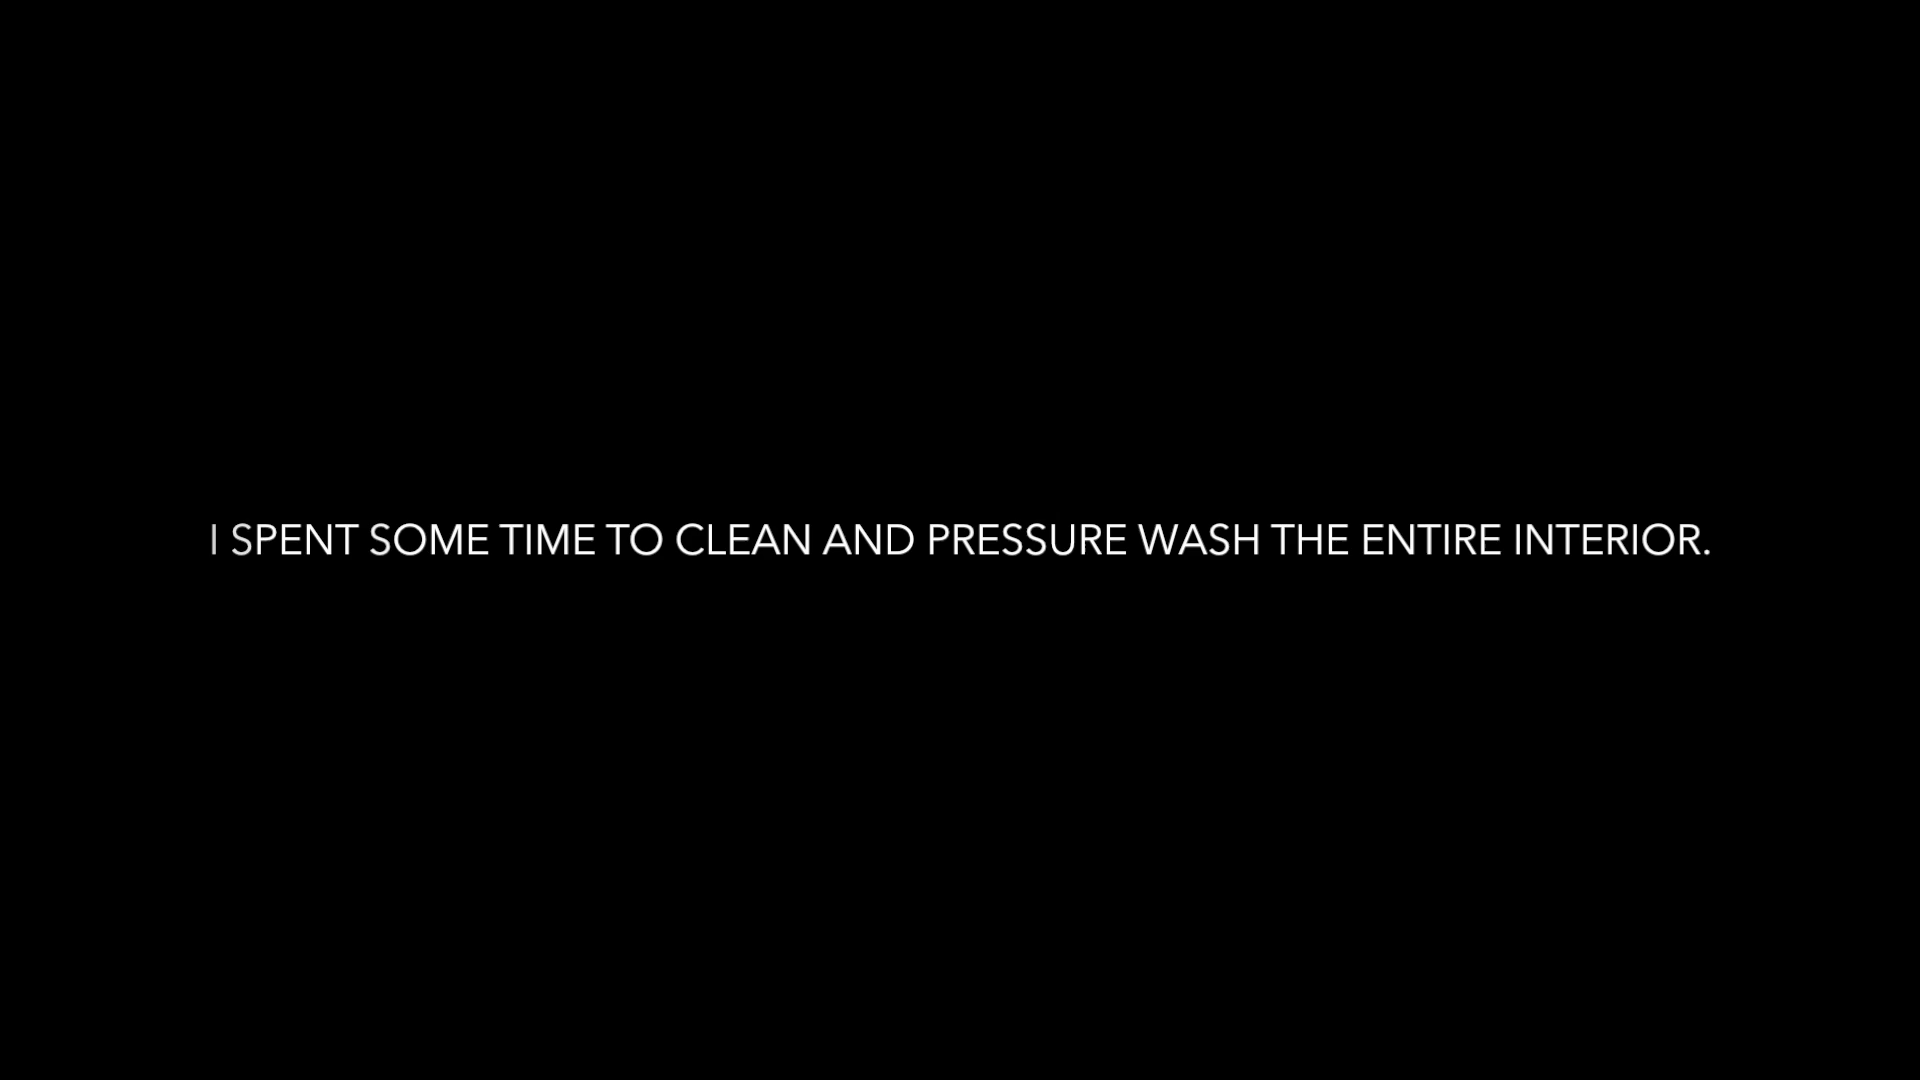 I SPENT SOME TIME TO CLEAN AND PRESSURE WASH THE ENTIRE INTERIOR.